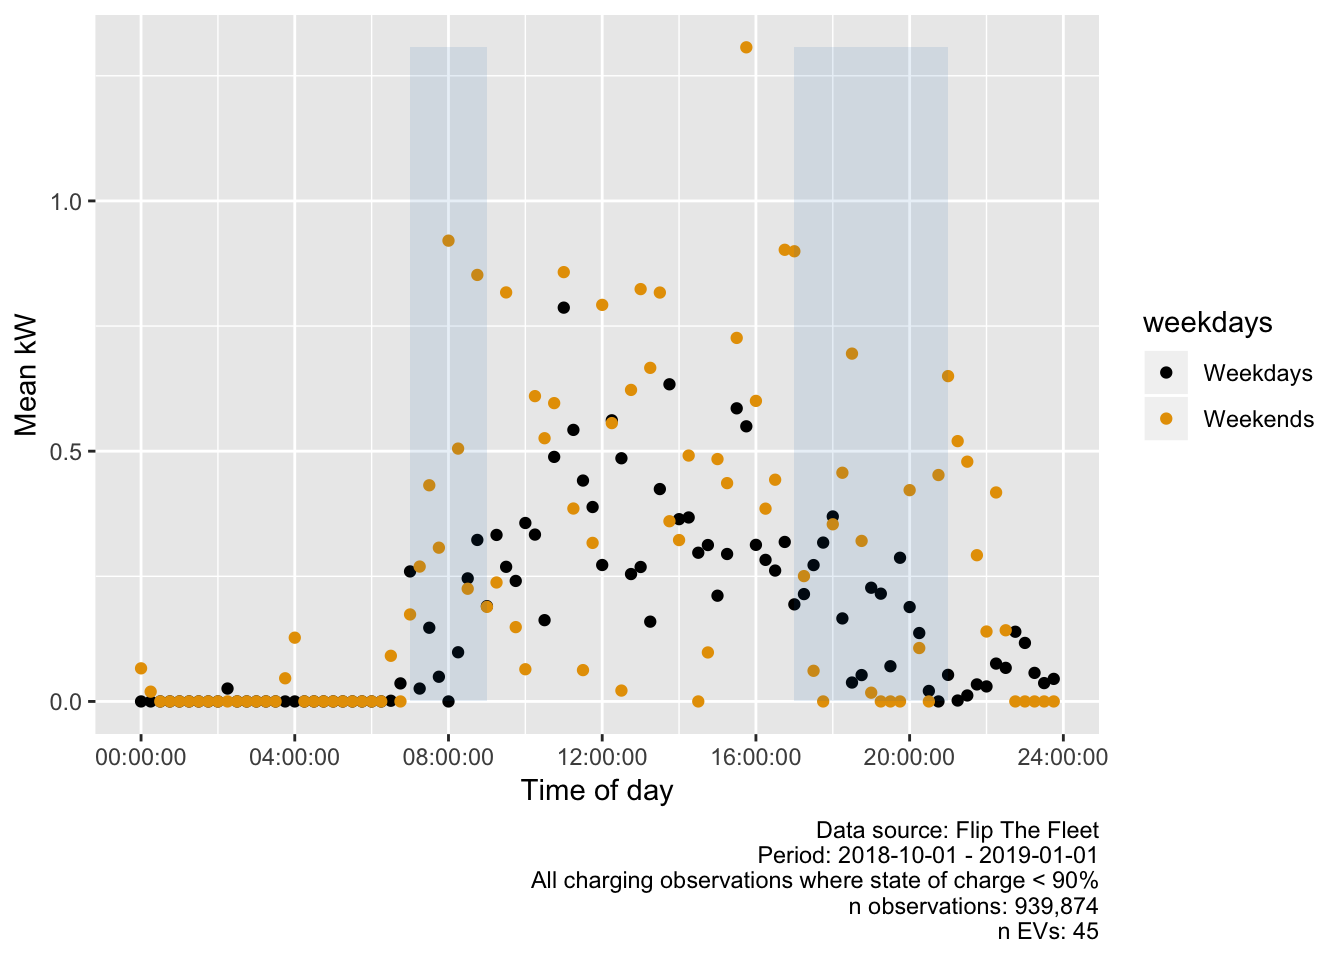 1.0
0.5
0.0
Mean kW
00:00:00 04:00:00 08:00:00 12:00:00 16:00:00 20:00:00 24:00:00
Time of day
weekdays
Weekdays
Weekends
Data source: Flip The Fleet
Period: 2018-10-01 - 2019-01-01
All charging observations where state of charge < 90%
n observations: 939,874
n EVs: 45